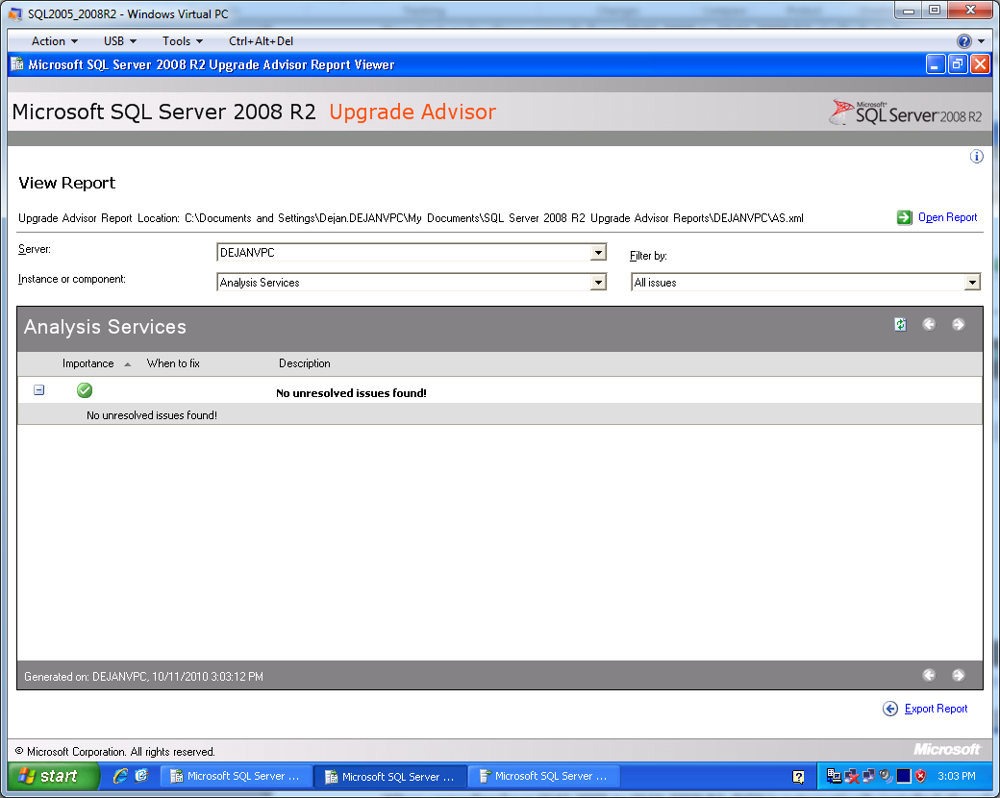 SQL2005_2008R2 - Windows Virtual PC
Action USB Tools Ctrl+Alt+Del
Microsoft SQL Server 2008 R2 Upgrade Advisor Report Viewer
Microsoft SQL Server 2008 R2 Upgrade Advisor
Microsoft® SQL Server 2008 R2
View Report
Upgrade Advisor Report Location: C:\Documents and Settings\Dejan.DEJANVPC\My Documents\SQL Server 2008 R2 Upgrade Advisor Reports\DEJANVPC\AS.xml
Open Report
Server: DEJANVPC Filter by:
Instance or component: Analysis Services All issues
Analysis Services
Importance When to fix Description
No unresolved issues found!
No unresolved issues found!
Generated on: DEJANVPC, 10/11/2010 3:03:12 PM
Export Report
© Microsoft Corporation. All rights reserved. Microsoft
start Microsoft SQL Server ... Microsoft SQL Server ... Microsoft SQL Server ... 3:03 PM